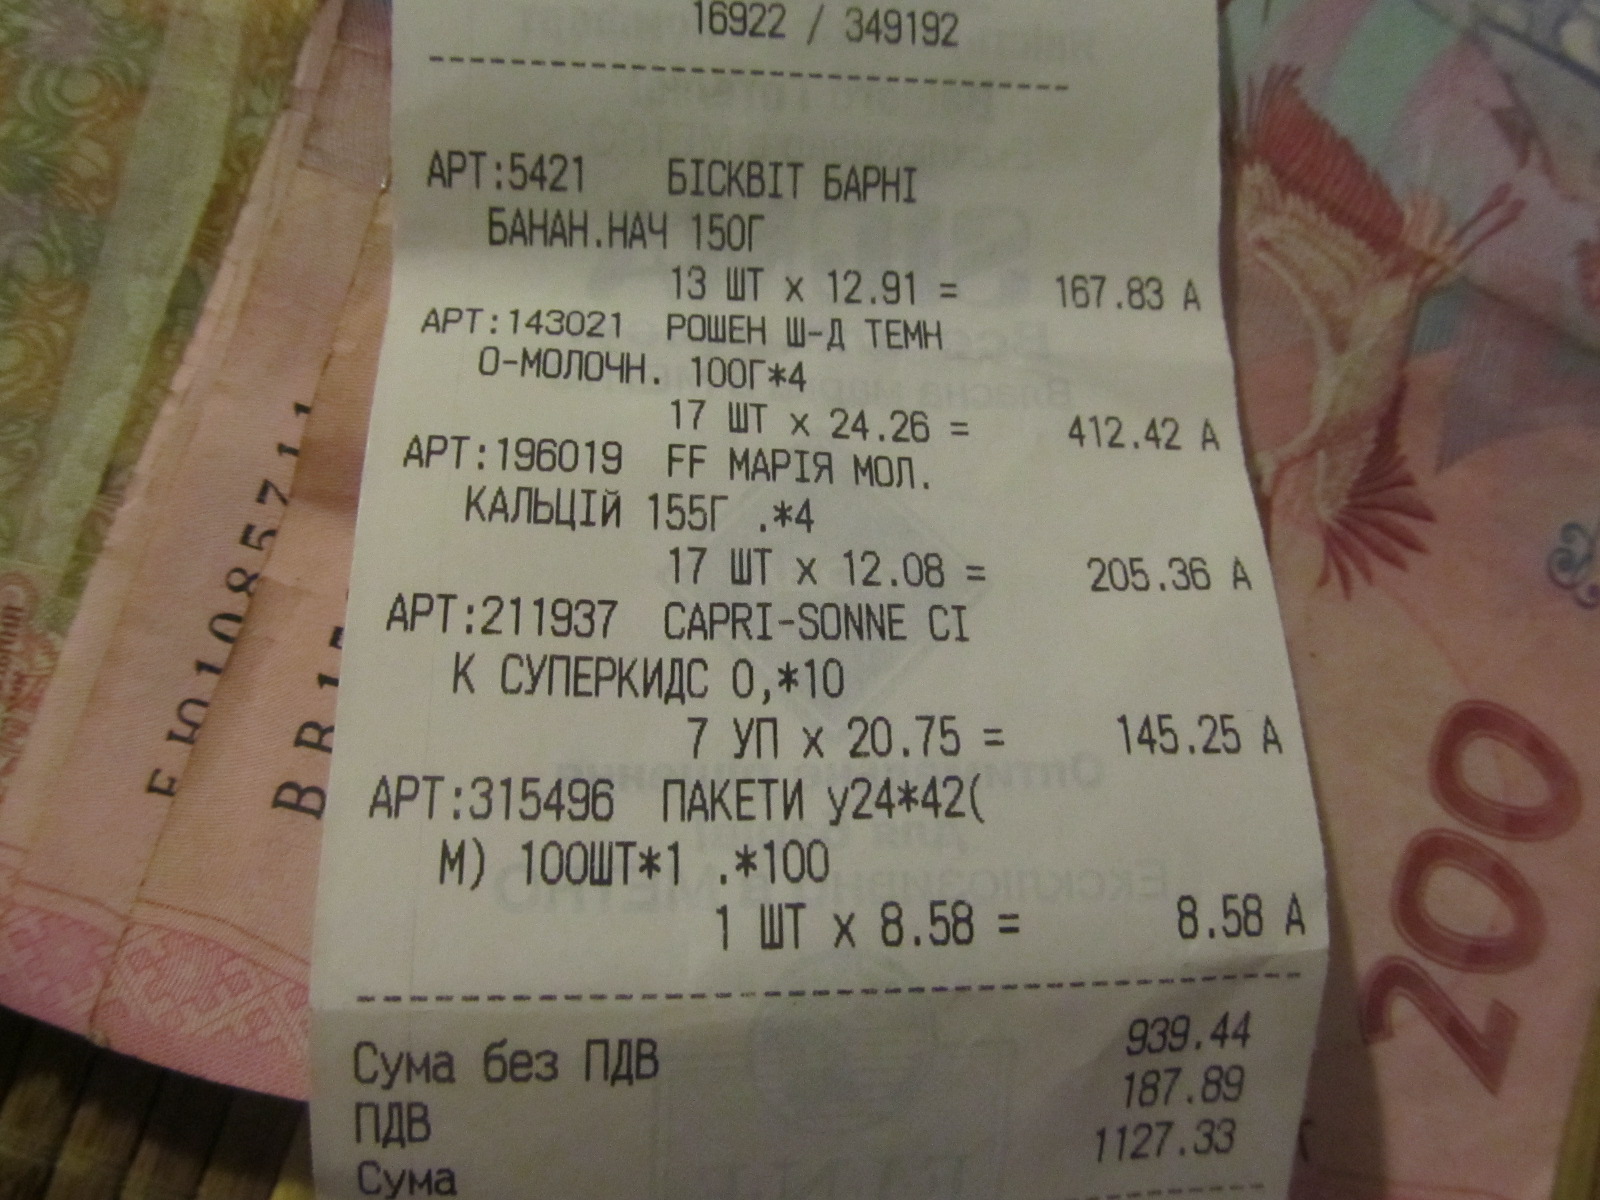 16922 / 349192
АРТ:5421 БІСКВІТ БАРНІ
БАНАН.НАЧ 150Г
13 ШТ x 12.91 = 167.83 А
АРТ:143021 РОШЕН Ш-Д ТЕМН
О-МОЛОЧН. 100Г*4
17 ШТ x 24.26 = 412.42 А
АРТ:196019 FF МАРІЯ МОЛ.
КАЛЬЦІЙ 155Г .*4
17 ШТ x 12.08 = 205.36 А
АРТ:211937 CAPRI-SONNE СІ
К СУПЕРКИДС 0,*10
7 УП x 20.75 = 145.25 А
АРТ:315496 ПАКЕТИ у24*42(
М) 100ШТ*1 .*100
1 ШТ x 8.58 = 8.58 А
Сума без ПДВ 939.44
ПДВ 187.89
Сума 1127.33
200